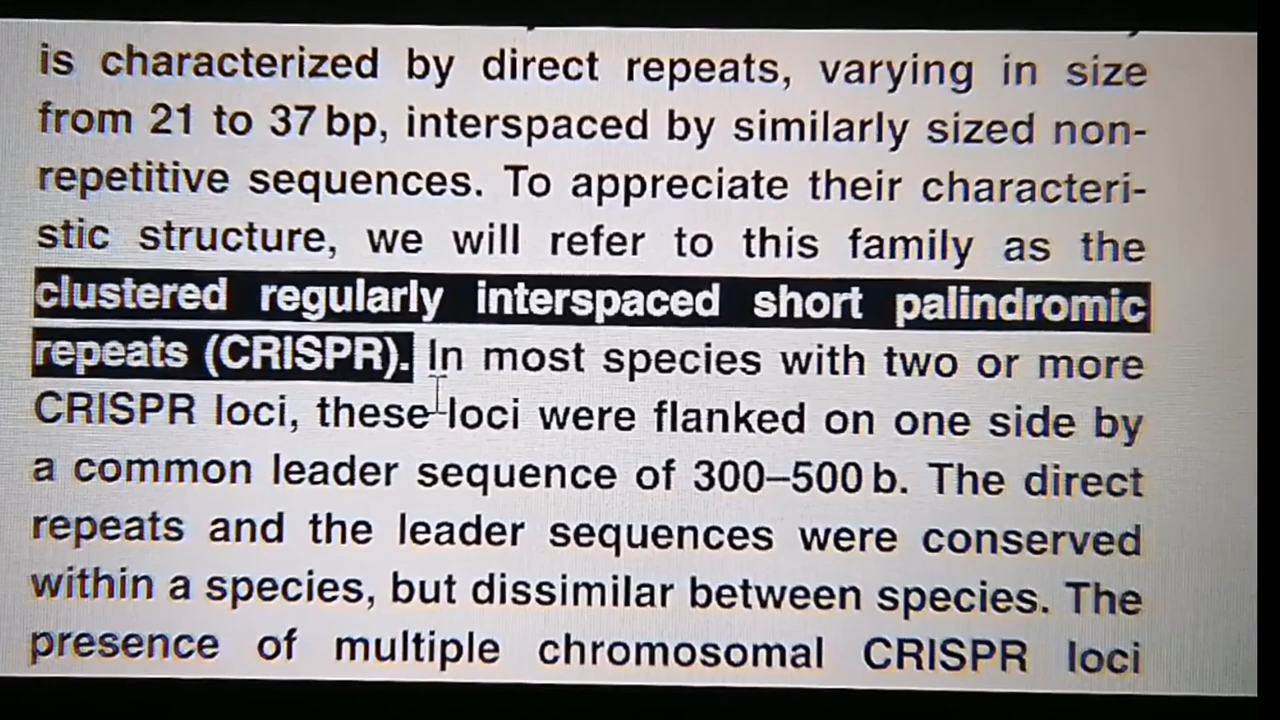 is characterized by direct repeats, varying in size
from 21 to 37 bp, interspaced by similarly sized non-
repetitive sequences. To appreciate their characteri-
stic structure, we will refer to this family as the
clustered regularly interspaced short palindromic
repeats (CRISPR). In most species with two or more
CRISPR loci, these loci were flanked on one side by
a common leader sequence of 300–500 b. The direct
repeats and the leader sequences were conserved
within a species, but dissimilar between species. The
presence of multiple chromosomal CRISPR loci